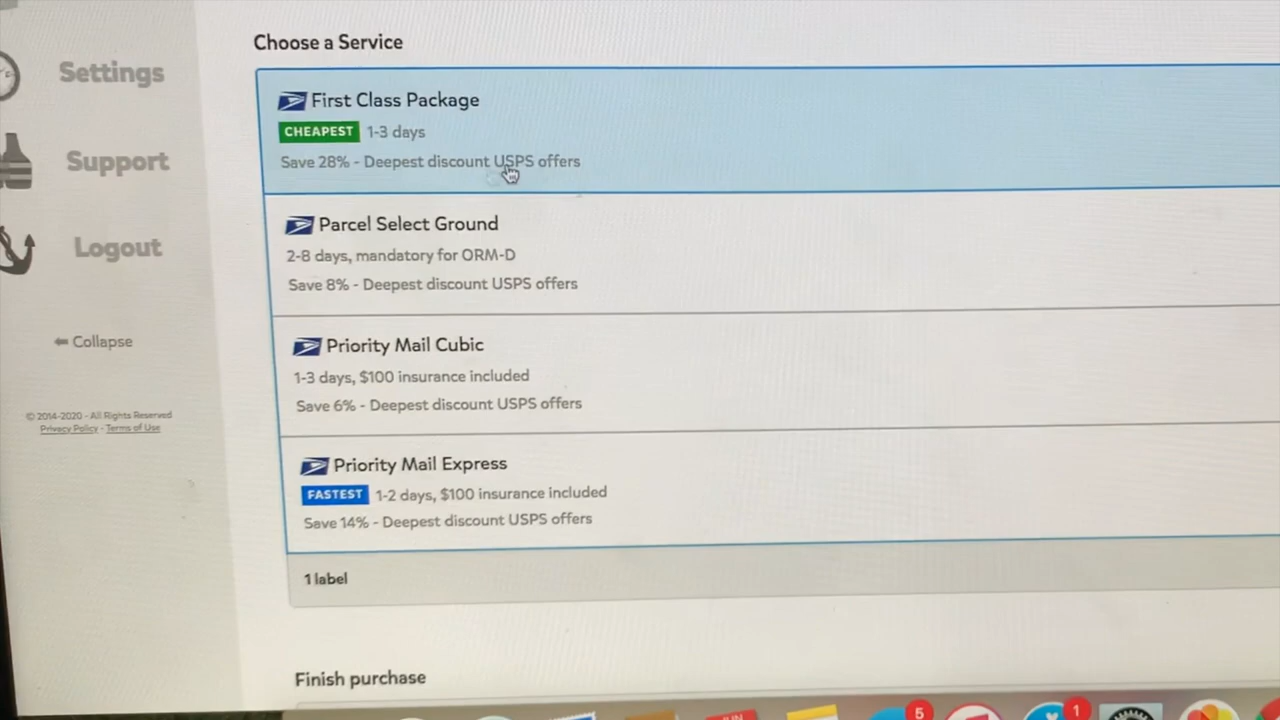 Choose a Service
Settings
First Class Package
CHEAPEST 1-3 days
Save 28% - Deepest discount USPS offers
Support
Parcel Select Ground
2-8 days, mandatory for ORM-D
Save 8% - Deepest discount USPS offers
Logout
Priority Mail Cubic
1-3 days, $100 insurance included
Save 6% - Deepest discount USPS offers
Collapse
© 2014-2020 - All Rights Reserved
Privacy Policy - Terms of Use
Priority Mail Express
FASTEST 1-2 days, $100 insurance included
Save 14% - Deepest discount USPS offers
1 label
Finish purchase
5
1